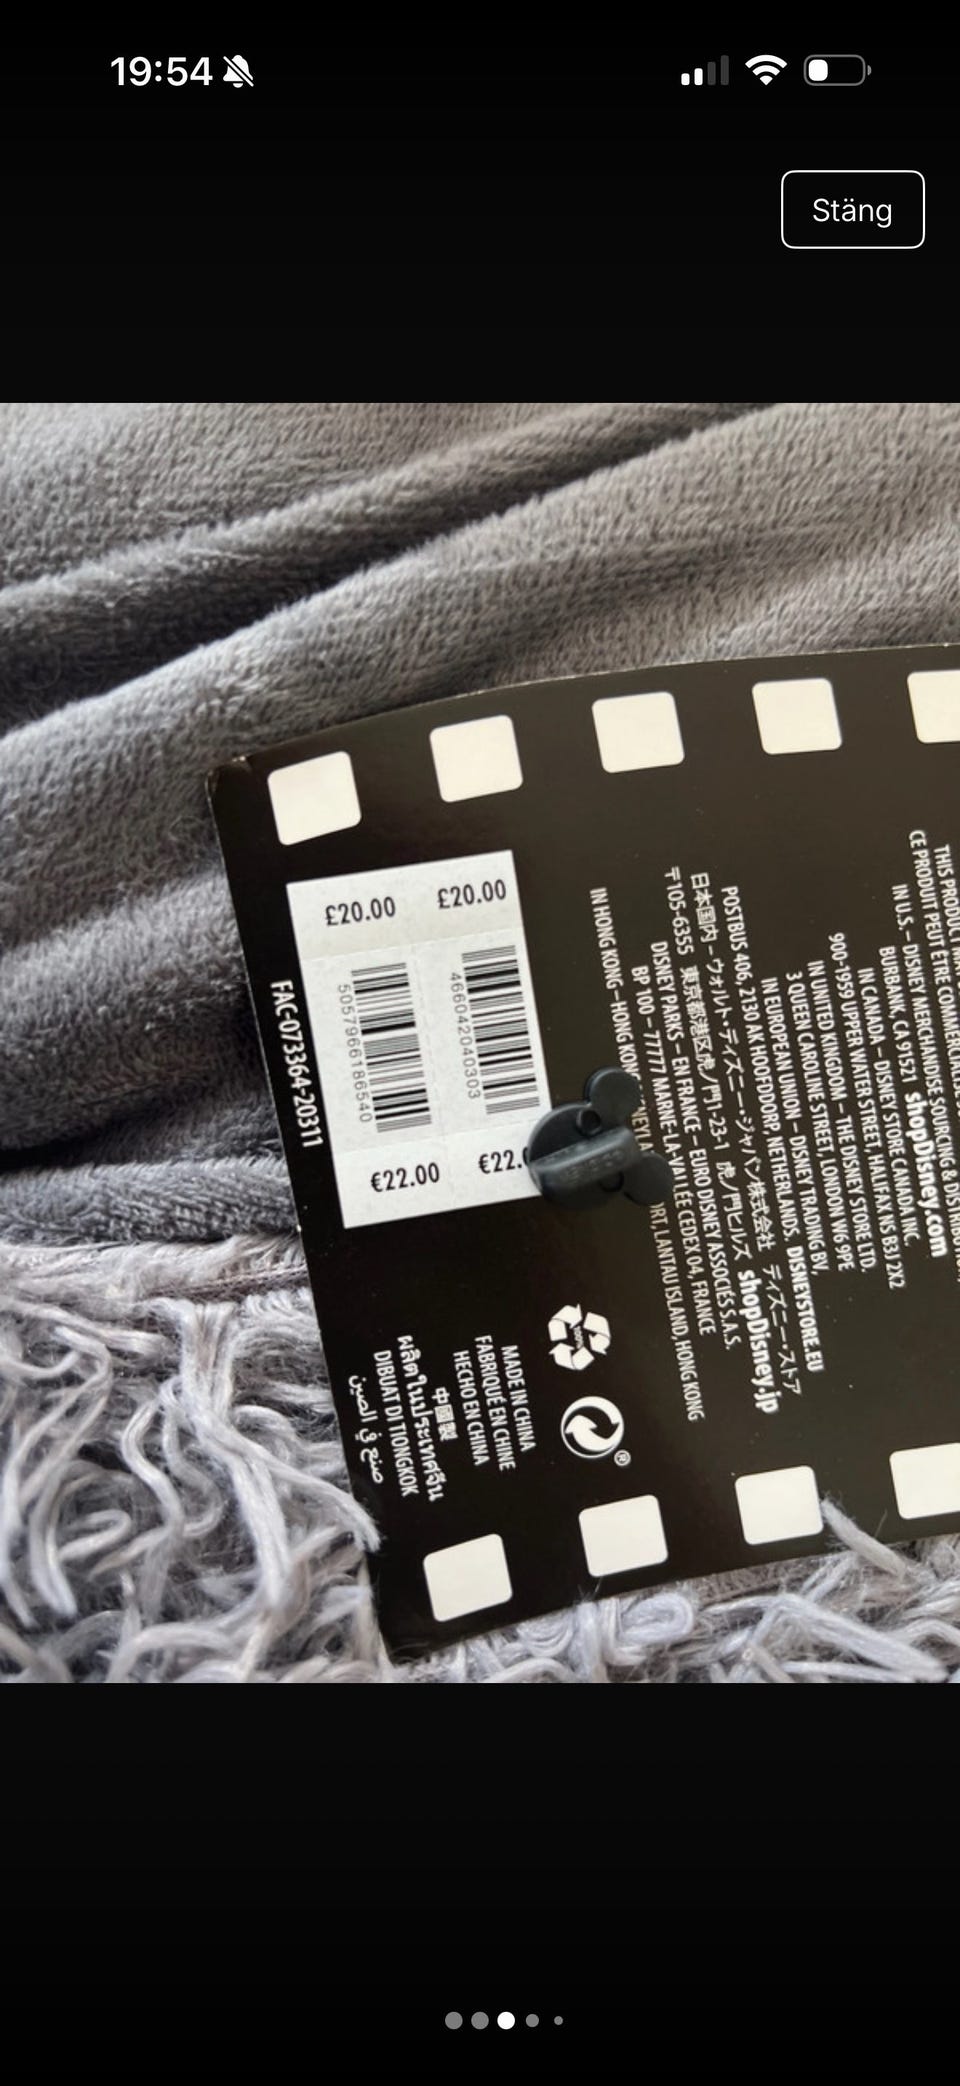 19:54
Stäng
THIS PRODUCT
CE PRODUIT PEUT ÊTRE COMMERCIALISÉ
IN U.S. – DISNEY MERCHANDISE SOURCING & DISTRIBUTION,
BURBANK, CA, 91521 shopDisney.com
IN CANADA – DISNEY STORE CANADA INC.
900-1959 UPPER WATER STREET, HALIFAX NS B3J 2X2
IN UNITED KINGDOM – THE DISNEY STORE LTD.
3 QUEEN CAROLINE STREET, LONDON W6 9PE
IN EUROPEAN UNION – DISNEY TRADING BV,
POSTBUS 406, 2130 AK HOOFDDORP, NETHERLANDS. DISNEYSTORE.EU
日本国内 – ウォルト・ディズニー・ジャパン株式会社 ディズニーストア
〒105-6355 東京都港区虎ノ門1-23-1 虎ノ門ヒルズ shopDisney.jp
DISNEY PARKS – EN FRANCE – EURO DISNEY ASSOCIÉS S.A.S.
BP 100 – 77777 MARNE-LA-VALLÉE CEDEX 04, FRANCE
IN HONG KONG – HONG KONG LANTAU ISLAND, HONG KONG
£20.00
466042040303
€22.
£20.00
5057966186540
€22.00
FAC-073364-20311
100%
®
MADE IN CHINA
FABRIQUÉ EN CHINE
HECHO EN CHINA
中國製
ผลิตในประเทศจีน
DIBUAT DI TIONGKOK
صنع في الصين